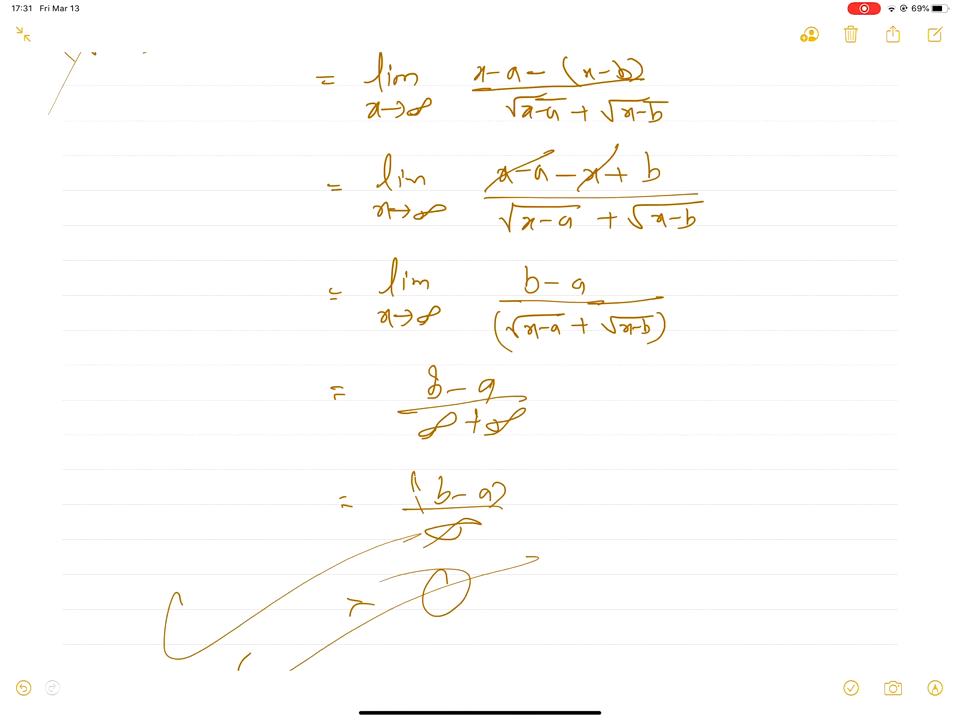 17:31 Fri Mar 13 69%
= lim x→∞ x-a-(x-b) / √x-a + √x-b
= lim x→∞ x-a-x+b / √x-a + √x-b
= lim x→∞ b-a / (√x-a + √x-b)
= b-a / ∞+∞
= (b-a) / ∞
= 0